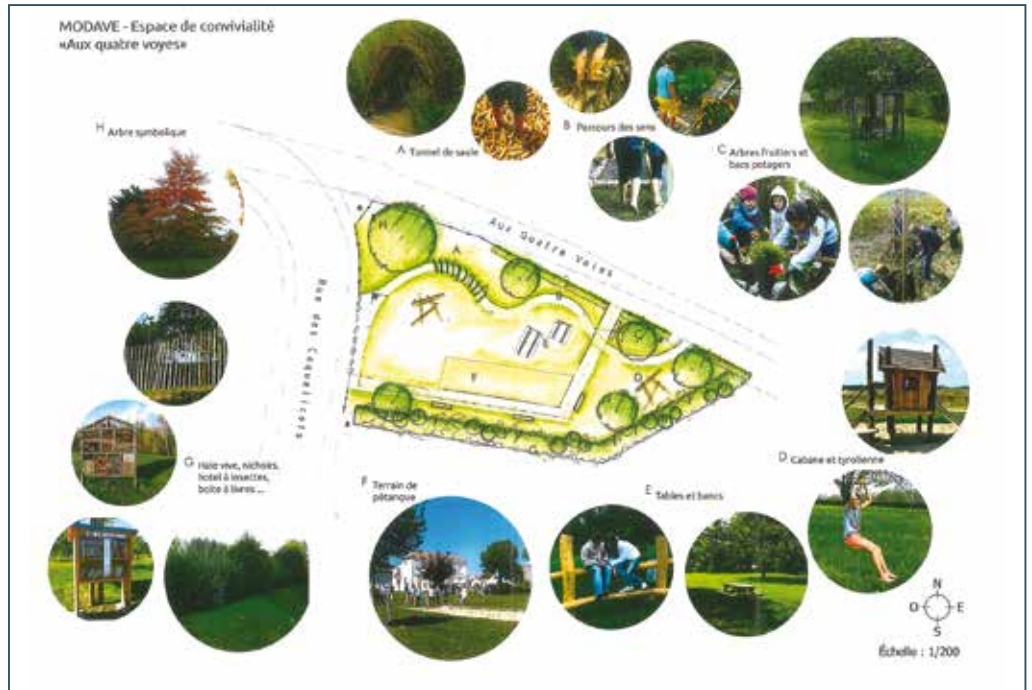 MODAVE - Espace de convivialité
«Aux quatre voyes»
H Arbre symbolique
A Tunnel de saule
B Parcours des sens
C Arbres fruitiers et
bacs potagers
Aux Quatre Voies
Rue des Coquelicots
H
A
D
F
G Haie vive, nichoirs,
hotel à insectes,
boîte à livres ...
F Terrain de
pétanque
E Tables et bancs
D Cabane et tyrolienne
N
O
E
S
Échelle : 1/200